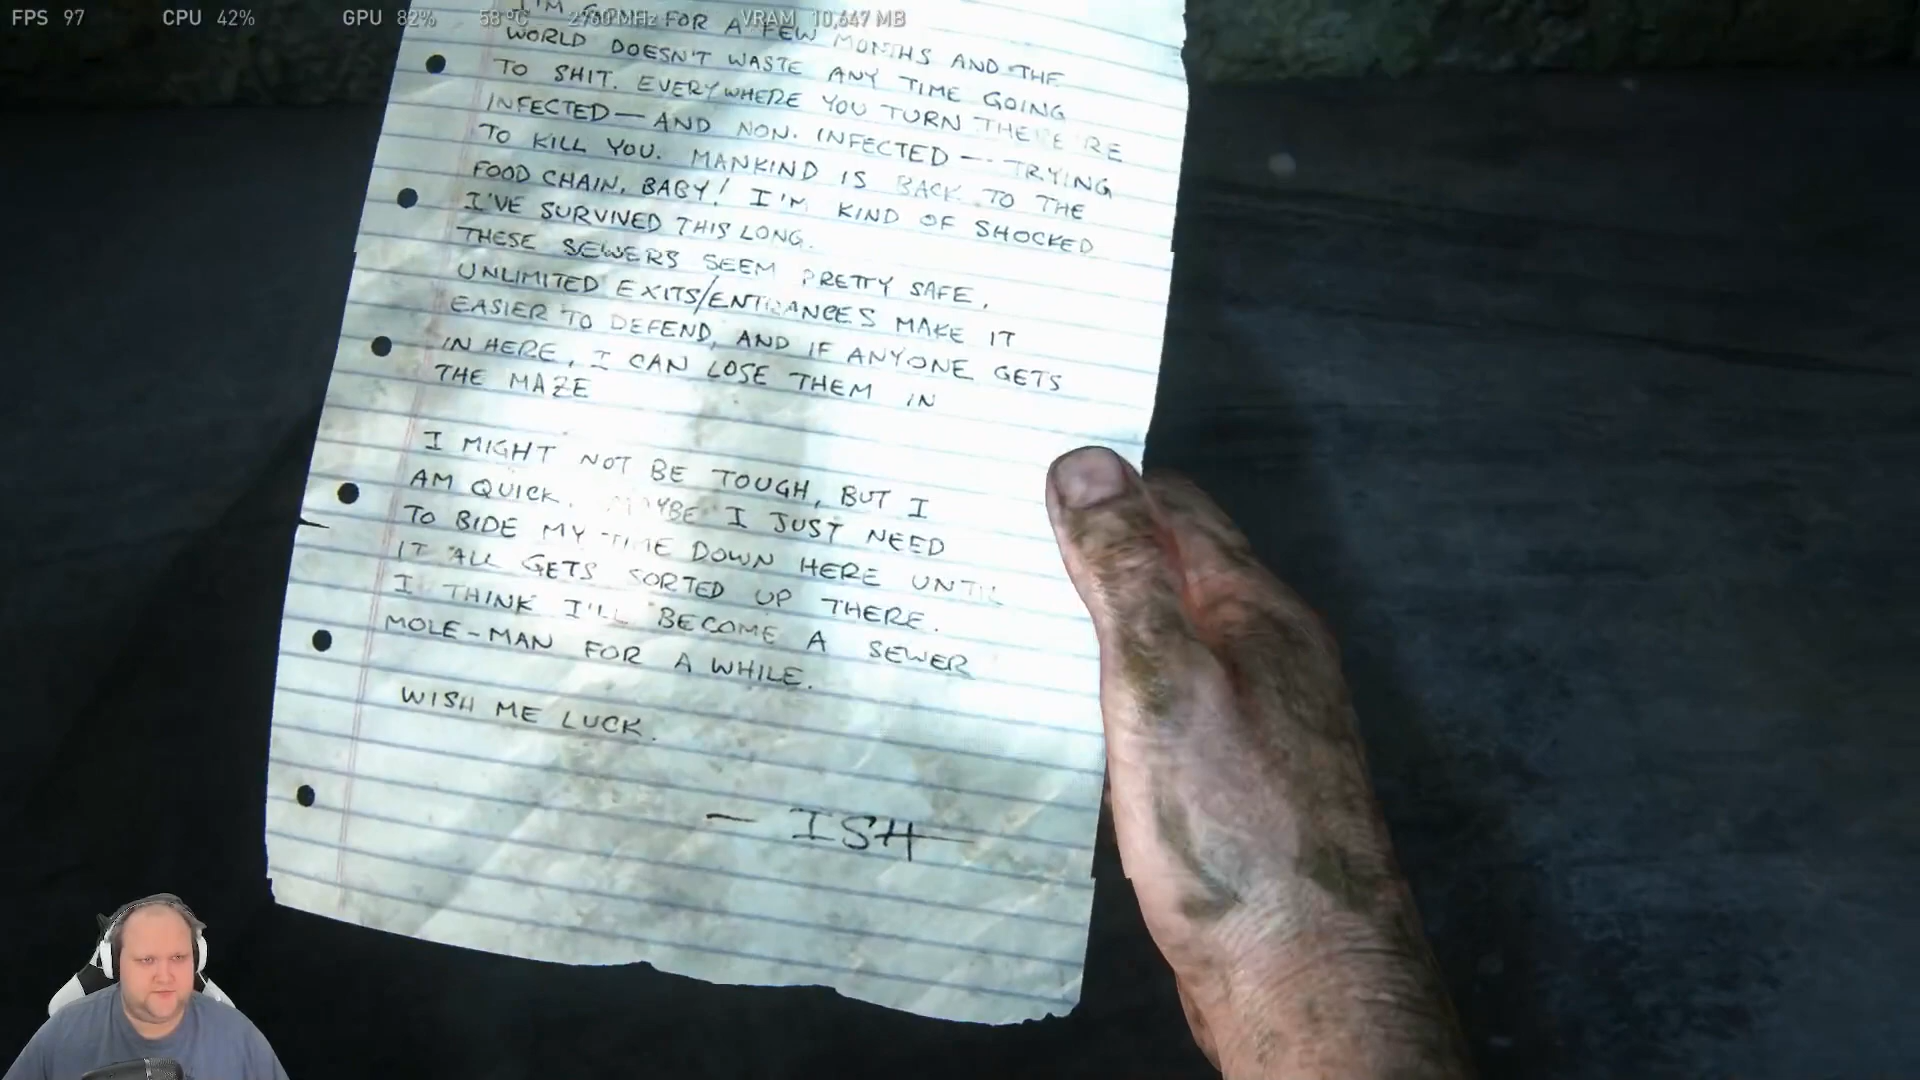 FPS 97 CPU 42% GPU 82% 58°C VRAM 10,647 MB
I'M GONE FOR A FEW MONTHS AND THE
WORLD DOESN'T WASTE ANY TIME GOING
TO SHIT. EVERYWHERE YOU TURN THERE'RE
INFECTED — AND NON. INFECTED -- TRYING
TO KILL YOU. MANKIND IS BACK TO THE
FOOD CHAIN, BABY! I'M KIND OF SHOCKED
I'VE SURVIVED THIS LONG.
THESE SEWERS SEEM PRETTY SAFE.
UNLIMITED EXITS/ENTRANCES MAKE IT
EASIER TO DEFEND, AND IF ANYONE GETS
IN HERE, I CAN LOSE THEM IN
THE MAZE
I MIGHT NOT BE TOUGH, BUT I
AM QUICK. MAYBE I JUST NEED
TO BIDE MY TIME DOWN HERE UNTIL
IT ALL GETS SORTED UP THERE.
I THINK I'LL BECOME A SEWER
MOLE-MAN FOR A WHILE.
WISH ME LUCK.
— ISH